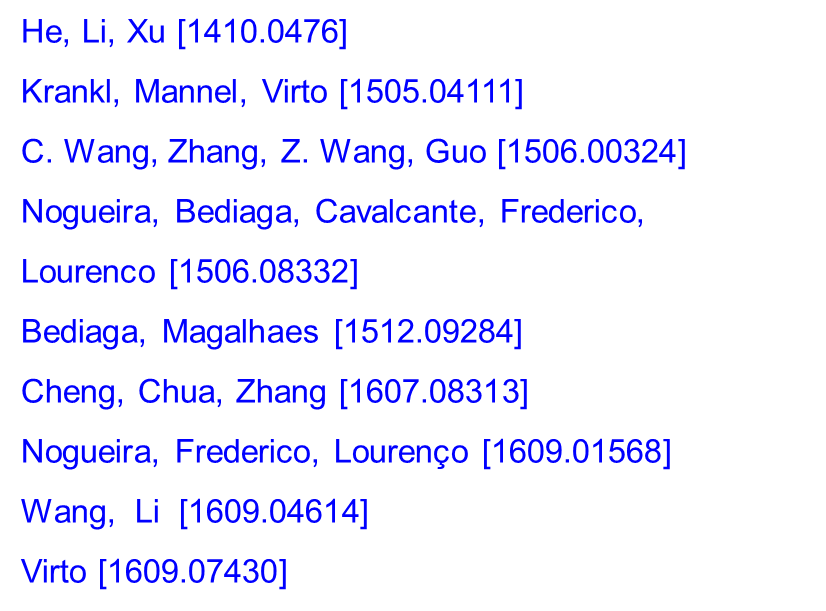 He, Li, Xu [1410.0476]
Krankl, Mannel, Virto [1505.04111]
C. Wang, Zhang, Z. Wang, Guo [1506.00324]
Nogueira, Bediaga, Cavalcante, Frederico,
Lourenco [1506.08332]
Bediaga, Magalhaes [1512.09284]
Cheng, Chua, Zhang [1607.08313]
Nogueira, Frederico, Lourenço [1609.01568]
Wang, Li [1609.04614]
Virto [1609.07430]